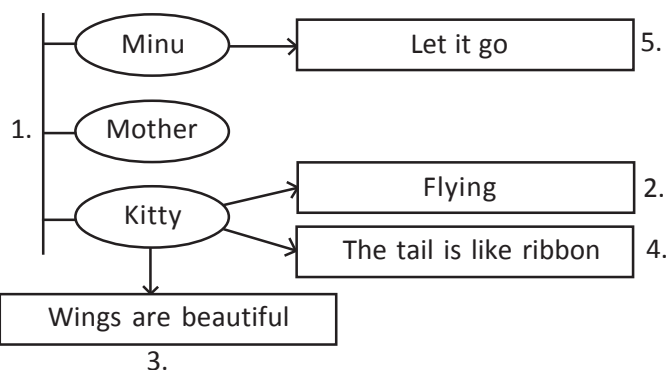 Minu
Let it go
5.
1.
Mother
Flying
2.
Kitty
The tail is like ribbon
4.
Wings are beautiful
3.